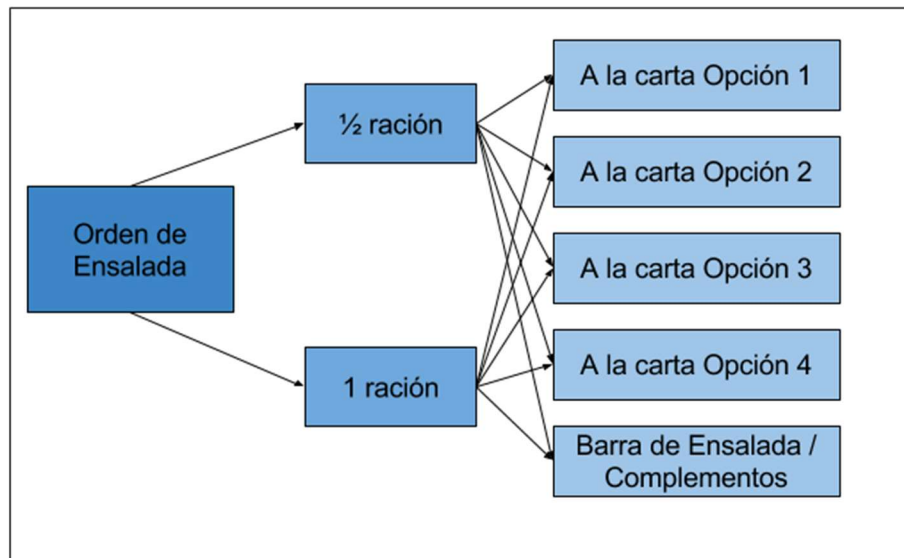 Orden de
Ensalada
½ ración
1 ración
A la carta Opción 1
A la carta Opción 2
A la carta Opción 3
A la carta Opción 4
Barra de Ensalada /
Complementos